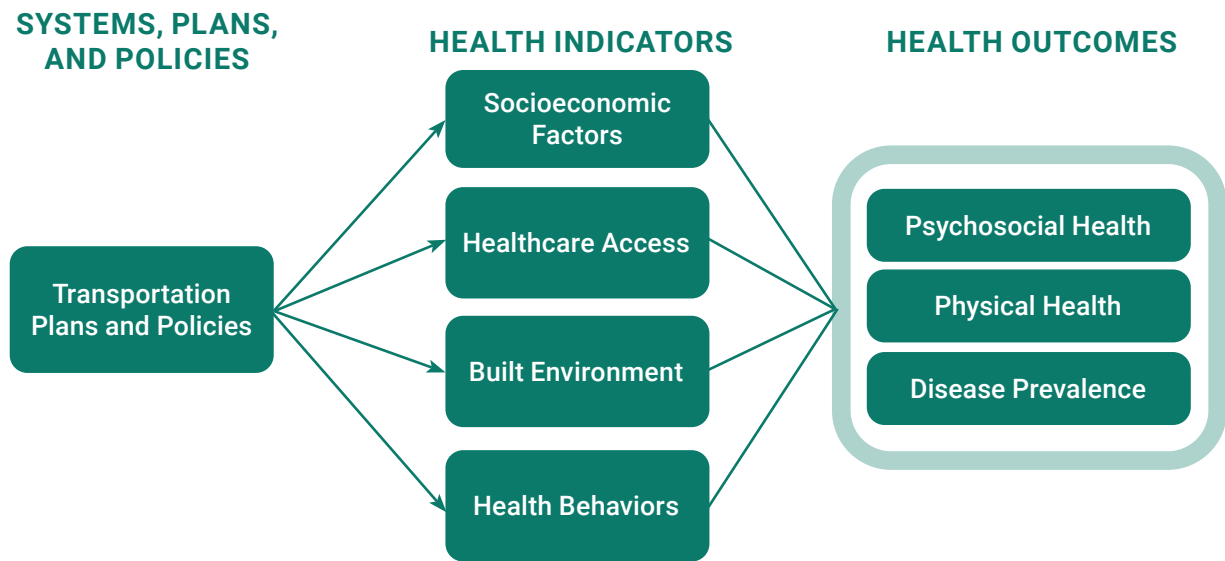 SYSTEMS, PLANS,
AND POLICIES
Transportation
Plans and Policies
HEALTH INDICATORS
Socioeconomic
Factors
Healthcare Access
Built Environment
Health Behaviors
HEALTH OUTCOMES
Psychosocial Health
Physical Health
Disease Prevalence